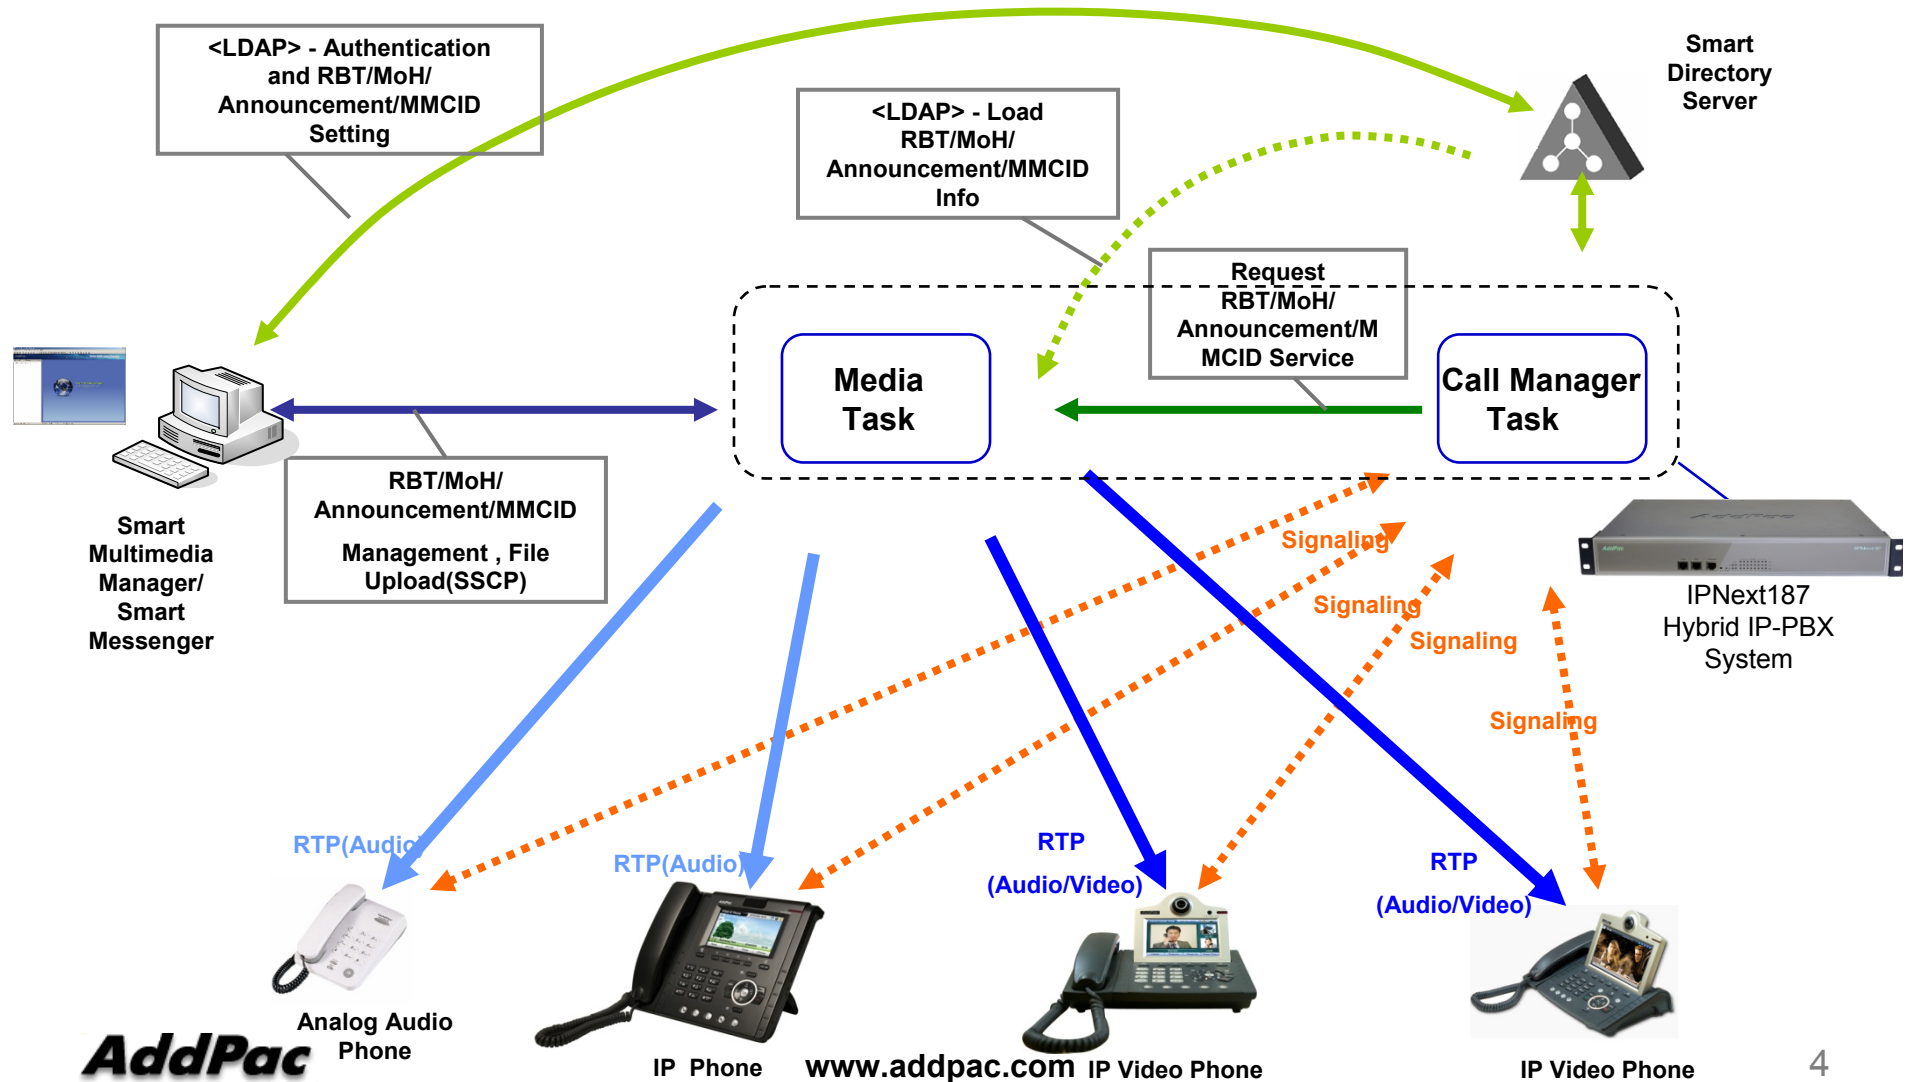 <LDAP> - Authentication
and RBT/MoH/
Announcement/MMCID
Setting
<LDAP> - Load
RBT/MoH/
Announcement/MMCID
Info
Smart
Directory
Server
Request
RBT/MoH/
Announcement/M
MCID Service
Media
Task
Call Manager
Task
RBT/MoH/
Announcement/MMCID
Management , File
Upload(SSCP)
Smart
Multimedia
Manager/
Smart
Messenger
Signaling
Signaling
Signaling
Signaling
AddPac
IPNext187
Hybrid IP-PBX
System
RTP(Audio)
RTP(Audio)
RTP
(Audio/Video)
RTP
(Audio/Video)
Analog Audio
Phone
IP Phone
IP Video Phone
IP Video Phone
AddPac
www.addpac.com
4